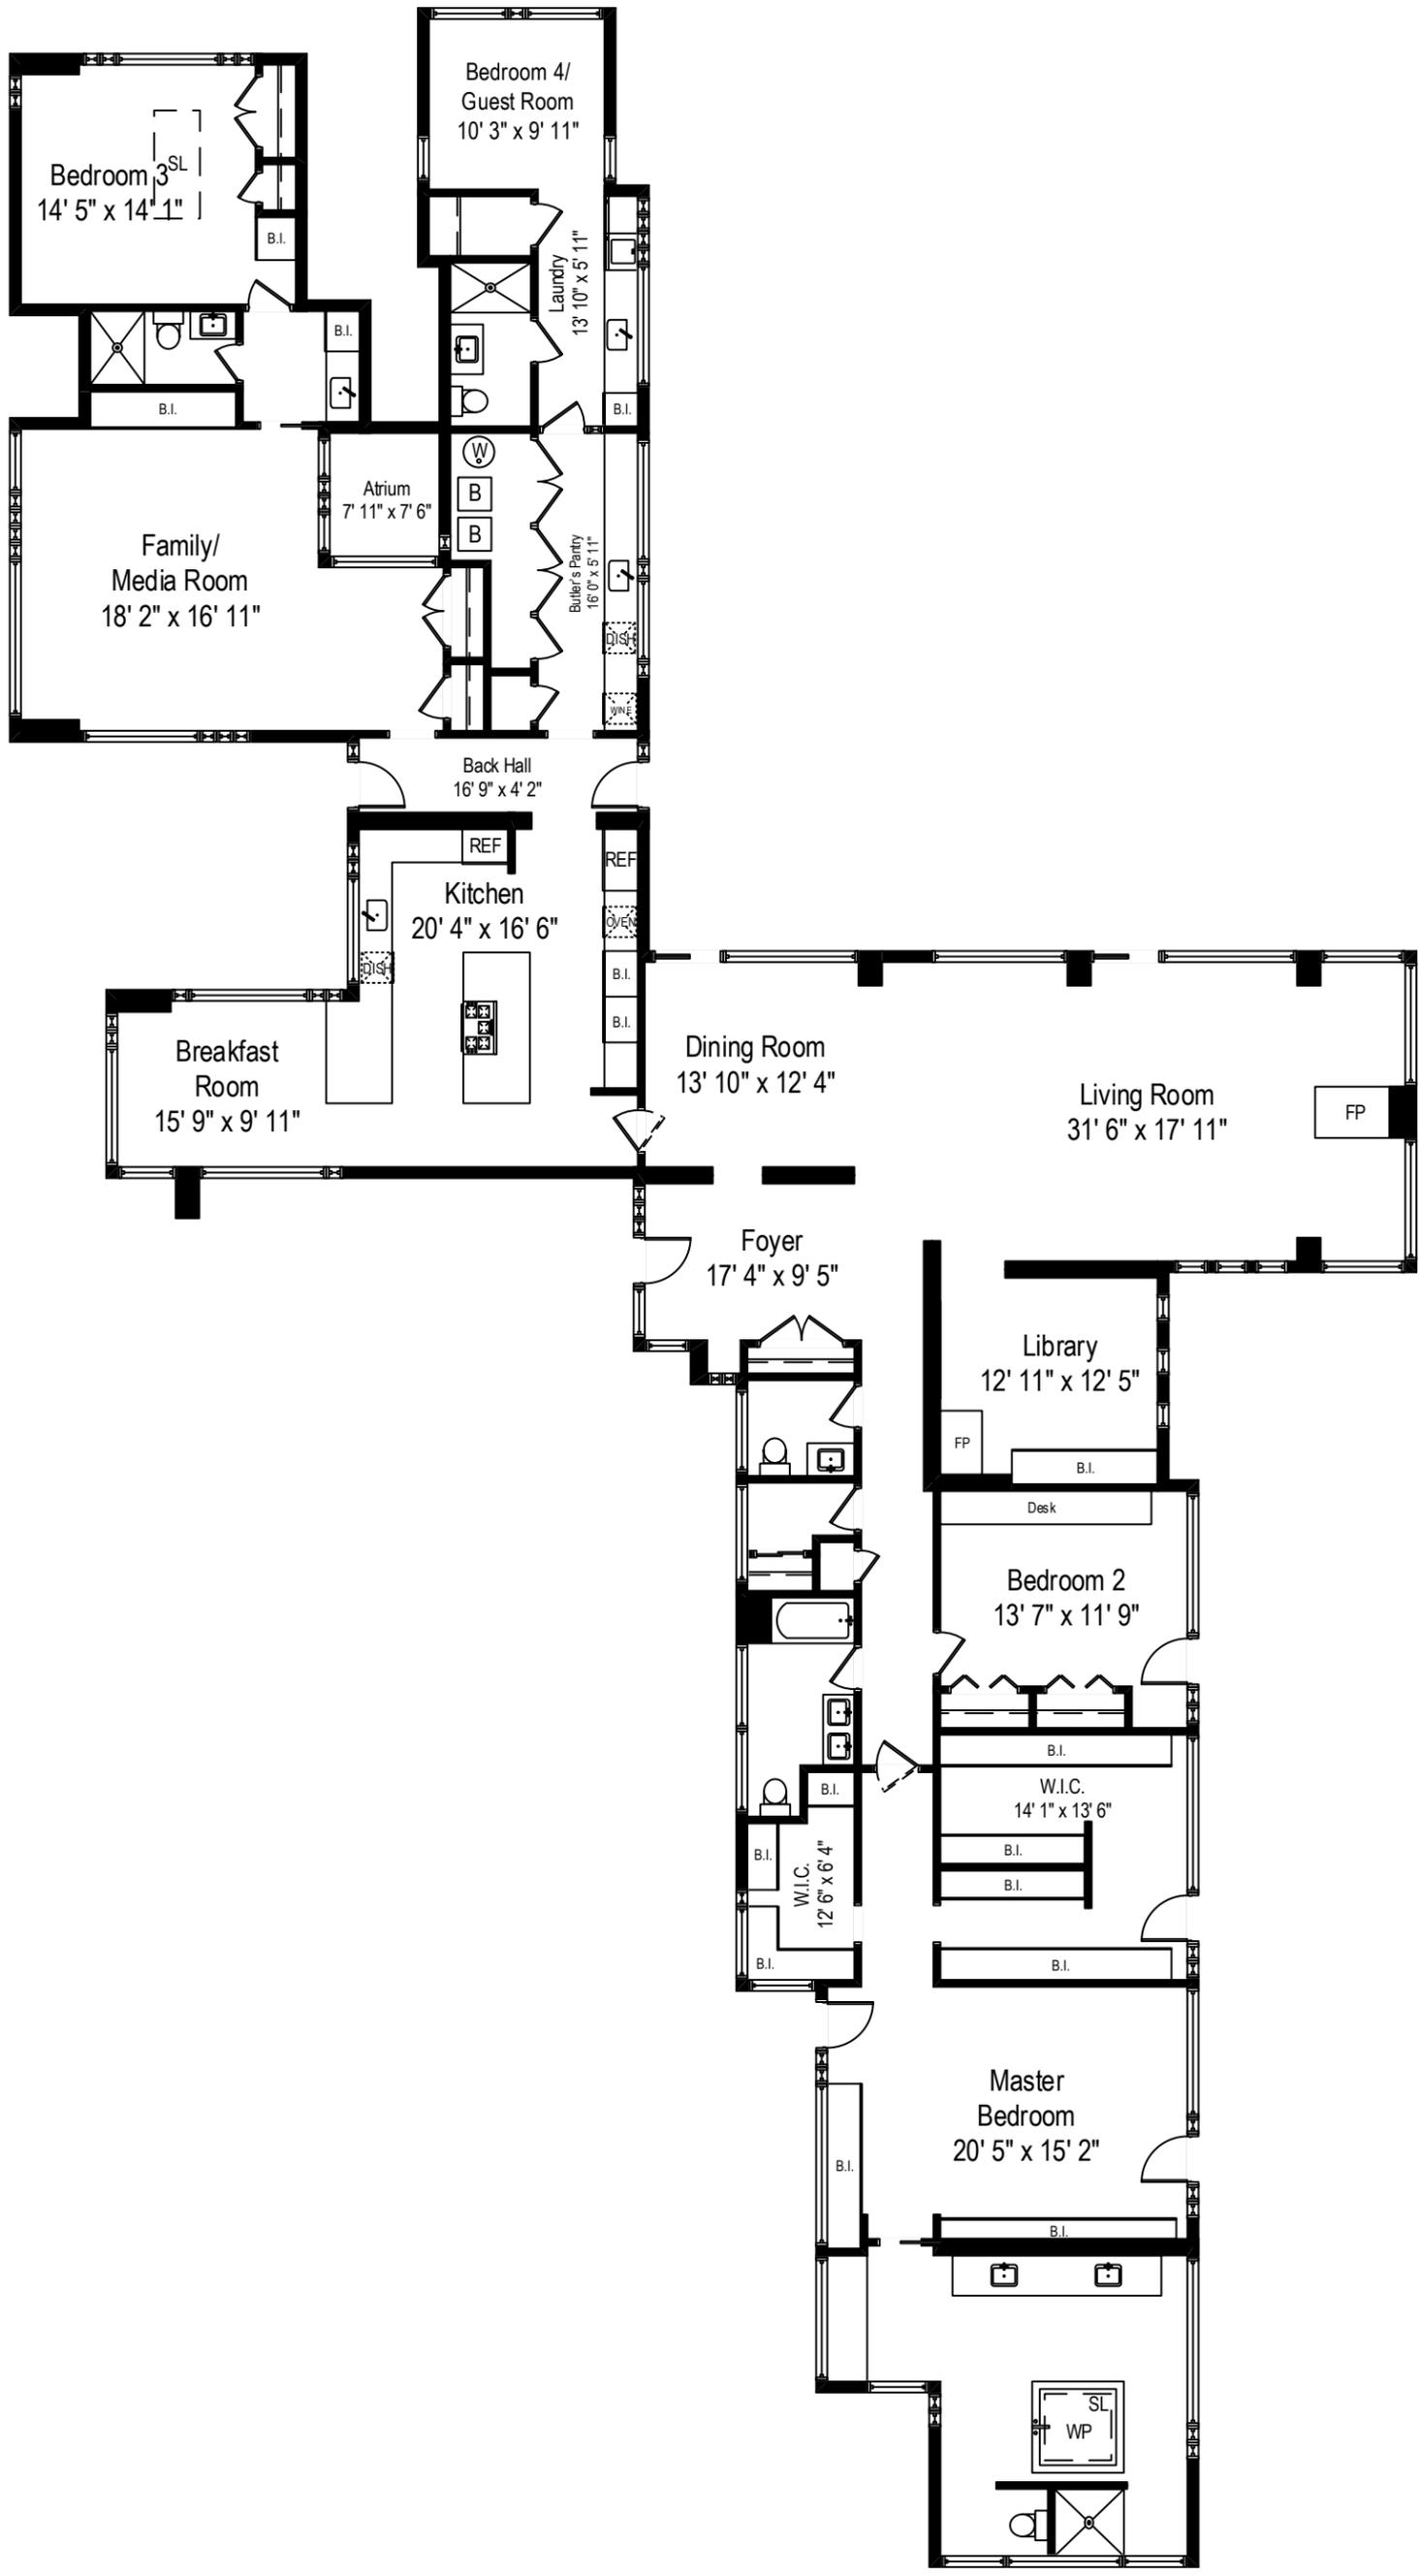 Bedroom 4/
Guest Room
10' 3" x 9' 11"
Bedroom 3
SL
14' 5" x 14' 1"
B.I.
Laundry
13' 10" x 5' 11"
B.I.
B.I.
B.I.
W
B
B
Atrium
7' 11" x 7' 6"
Family/
Media Room
18' 2" x 16' 11"
Butler's Pantry
16' 0" x 5' 11"
DISH
WINE
Back Hall
16' 9" x 4' 2"
REF
REF
Kitchen
20' 4" x 16' 6"
OVEN
DISH
B.I.
B.I.
Breakfast
Room
15' 9" x 9' 11"
Dining Room
13' 10" x 12' 4"
Living Room
31' 6" x 17' 11"
FP
Foyer
17' 4" x 9' 5"
Library
12' 11" x 12' 5"
FP
B.I.
Desk
Bedroom 2
13' 7" x 11' 9"
B.I.
W.I.C.
14' 1" x 13' 6"
B.I.
B.I.
B.I.
B.I.
W.I.C.
12' 6" x 6' 4"
B.I.
B.I.
Master
Bedroom
20' 5" x 15' 2"
B.I.
B.I.
SL
WP